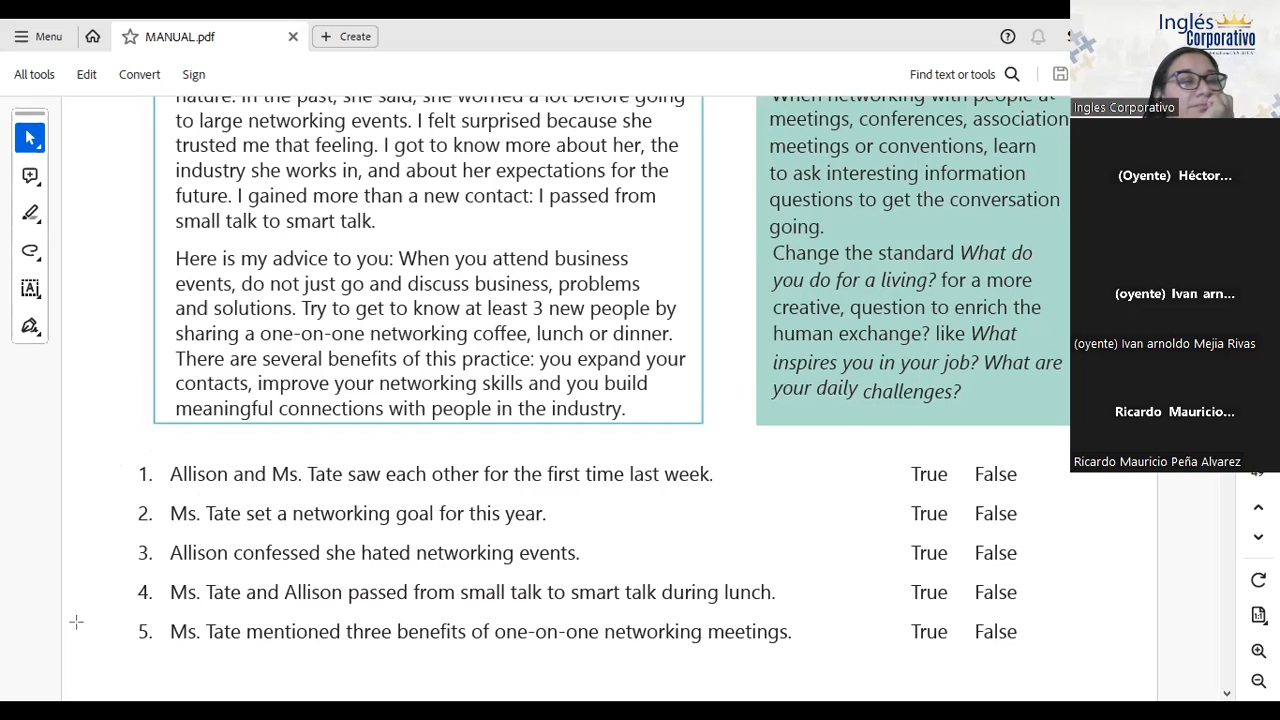 Menu
MANUAL.pdf
Create
All tools
Edit
Convert
Sign
Find text or tools
nature. In the past, she said, she worried a lot before going
to large networking events. I felt surprised because she
trusted me that feeling. I got to know more about her, the
industry she works in, and about her expectations for the
future. I gained more than a new contact: I passed from
small talk to smart talk.
Here is my advice to you: When you attend business
events, do not just go and discuss business, problems
and solutions. Try to get to know at least 3 new people by
sharing a one-on-one networking coffee, lunch or dinner.
There are several benefits of this practice: you expand your
contacts, improve your networking skills and you build
meaningful connections with people in the industry.
When networking with people at
meetings, conferences, association
meetings or conventions, learn
to ask interesting information
questions to get the conversation
going.
Change the standard What do
you do for a living? for a more
creative, question to enrich the
human exchange? like What
inspires you in your job? What are
your daily challenges?
1. Allison and Ms. Tate saw each other for the first time last week. True False
2. Ms. Tate set a networking goal for this year. True False
3. Allison confessed she hated networking events. True False
4. Ms. Tate and Allison passed from small talk to smart talk during lunch. True False
5. Ms. Tate mentioned three benefits of one-on-one networking meetings. True False
Inglés
Corporativo
Ingles Corporativo
(Oyente) Héctor...
(oyente) Ivan arn...
(oyente) Ivan arnoldo Mejia Rivas
Ricardo Mauricio...
Ricardo Mauricio Peña Alvarez